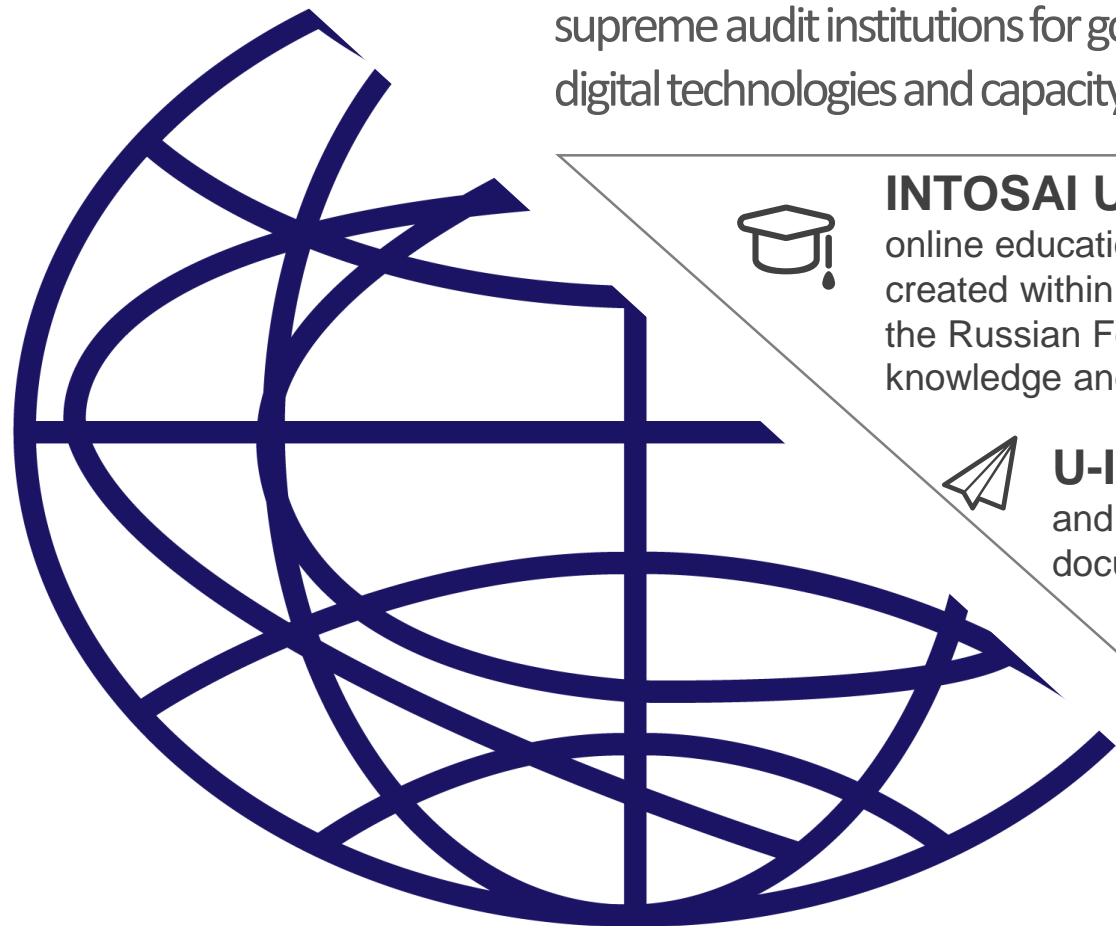 supreme audit institutions for go
digital technologies and capacity
INTOSAI U
online educatio
created within
the Russian Fe
knowledge and
U-I
and
docu